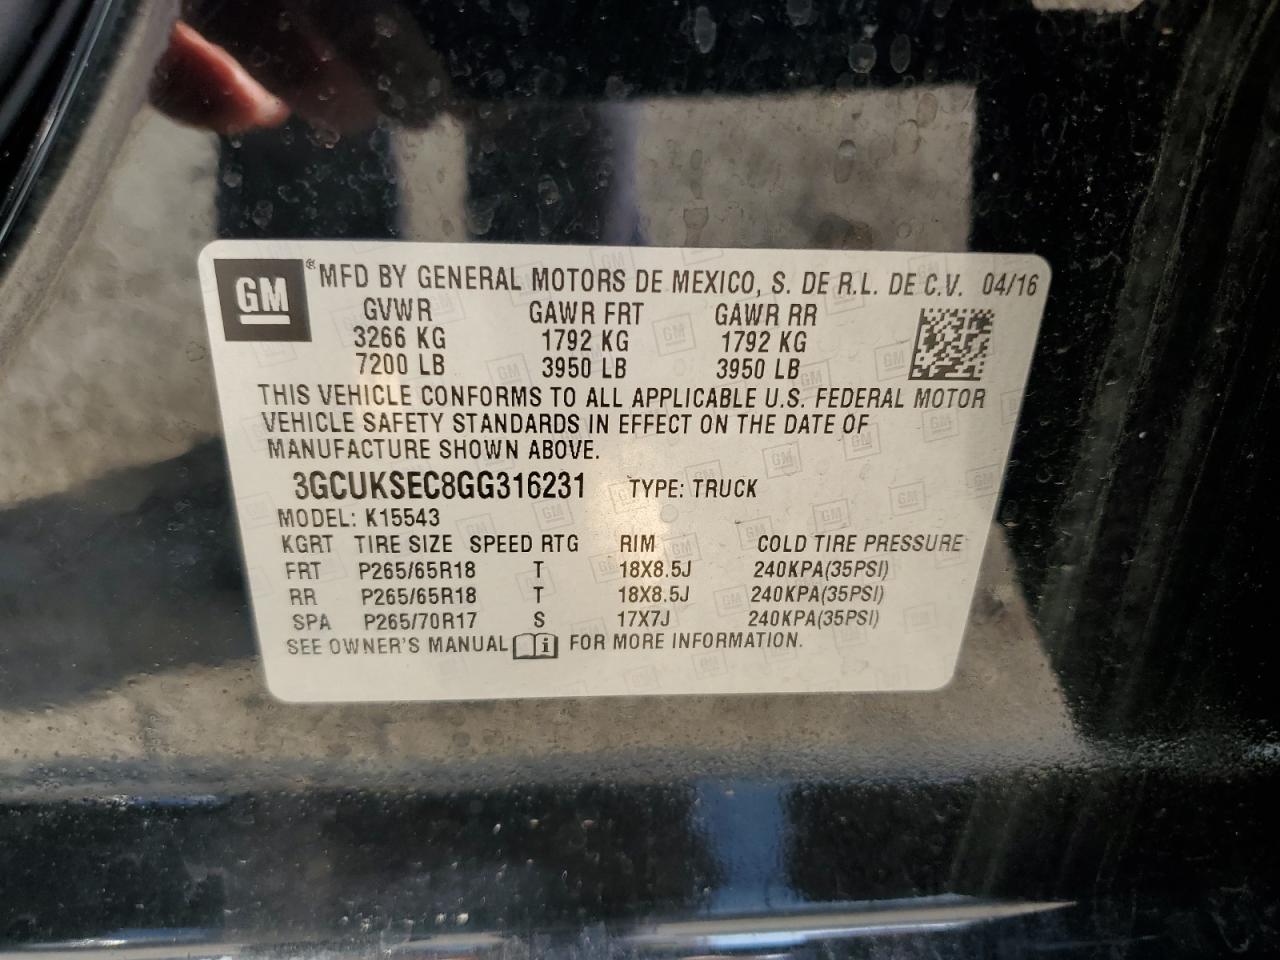 GM ® MFD BY GENERAL MOTORS DE MEXICO, S. DE R.L. DE C.V. 04/16
GVWR GAWR FRT GAWR RR
3266 KG 1792 KG 1792 KG
7200 LB 3950 LB 3950 LB
THIS VEHICLE CONFORMS TO ALL APPLICABLE U.S. FEDERAL MOTOR
VEHICLE SAFETY STANDARDS IN EFFECT ON THE DATE OF
MANUFACTURE SHOWN ABOVE.
3GCUKSEC8GG316231 TYPE: TRUCK
MODEL: K15543
KGRT TIRE SIZE SPEED RTG RIM COLD TIRE PRESSURE
FRT P265/65R18 T 18X8.5J 240KPA(35PSI)
RR P265/65R18 T 18X8.5J 240KPA(35PSI)
SPA P265/70R17 S 17X7J 240KPA(35PSI)
SEE OWNER'S MANUAL i FOR MORE INFORMATION.